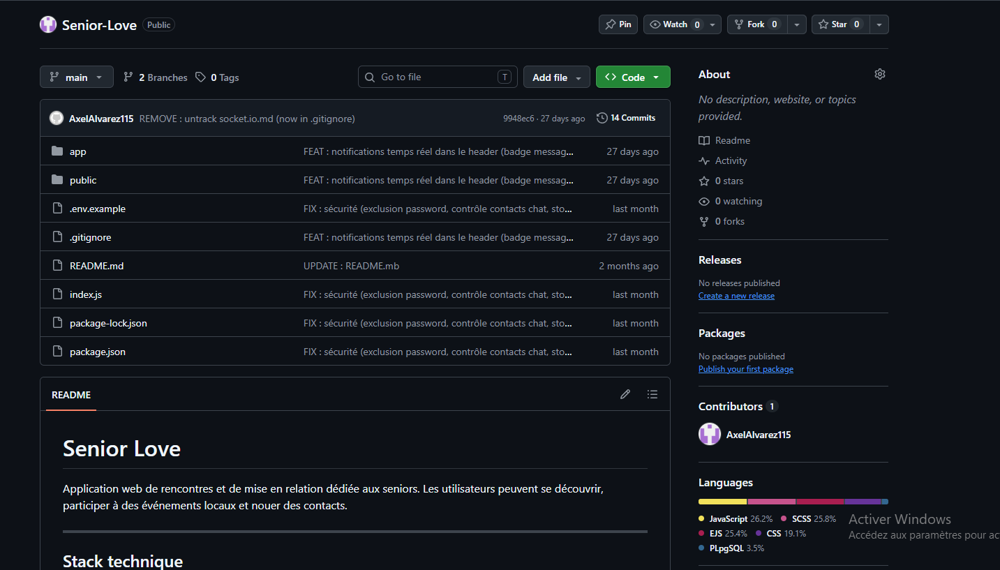 Senior-Love Public
Pin
Watch 0
Fork 0
Star 0
main
2 Branches
0 Tags
Go to file
T
Add file
Code
AxelAlvarez115 REMOVE : untrack socket.io.md (now in .gitignore)
9948ec6 · 27 days ago
14 Commits
app FEAT : notifications temps réel dans le header (badge messag... 27 days ago
public FEAT : notifications temps réel dans le header (badge messag... 27 days ago
.env.example FIX : sécurité (exclusion password, contrôle contacts chat, sto... last month
.gitignore FEAT : notifications temps réel dans le header (badge messag... 27 days ago
README.md UPDATE : README.mb 2 months ago
index.js FIX : sécurité (exclusion password, contrôle contacts chat, sto... last month
package-lock.json FIX : sécurité (exclusion password, contrôle contacts chat, sto... last month
package.json FIX : sécurité (exclusion password, contrôle contacts chat, sto... last month
README
Senior Love
Application web de rencontres et de mise en relation dédiée aux seniors. Les utilisateurs peuvent se découvrir,
participer à des événements locaux et nouer des contacts.
Stack technique
About
No description, website, or topics
provided.
Readme
Activity
0 stars
0 watching
0 forks
Releases
No releases published
Create a new release
Packages
No packages published
Publish your first package
Contributors 1
AxelAlvarez115
Languages
JavaScript 26.2% SCSS 25.8%
EJS 25.4% CSS 19.1%
PLpgSQL 3.5%
Activer Windows
Accédez aux paramètres pour ac